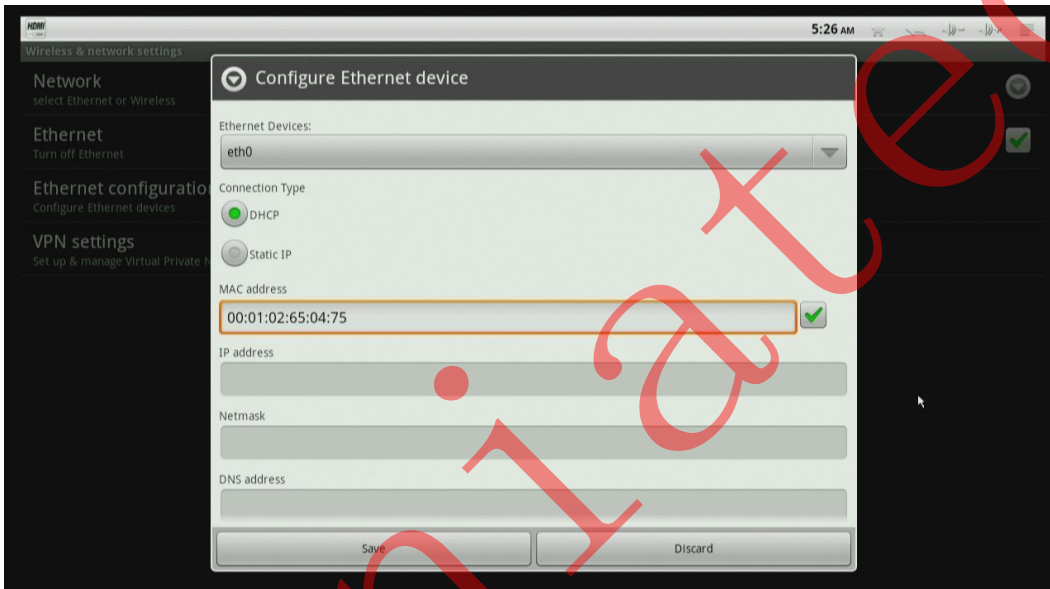 HDMI
5:26 AM
Wireless & network settings
Network
select Ethernet or Wireless
Ethernet
Turn off Ethernet
Ethernet configuratio
Configure Ethernet devices
VPN settings
Set up & manage Virtual Private N
Configure Ethernet device
Ethernet Devices:
eth0
Connection Type
DHCP
Static IP
MAC address
00:01:02:65:04:75
IP address
Netmask
DNS address
Save
Discard
niate